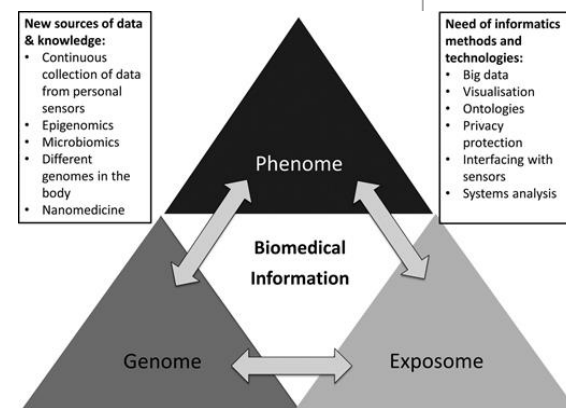 New sources of data
& knowledge:
• Continuous
collection of data
from personal
sensors
• Epigenomics
• Microbiomics
• Different
genomes in the
body
• Nanomedicine
Need of informatics
methods and
technologies:
• Big data
• Visualisation
• Ontologies
• Privacy
protection
• Interfacing with
sensors
• Systems analysis
Phenome
Biomedical
Information
Genome
Exposome